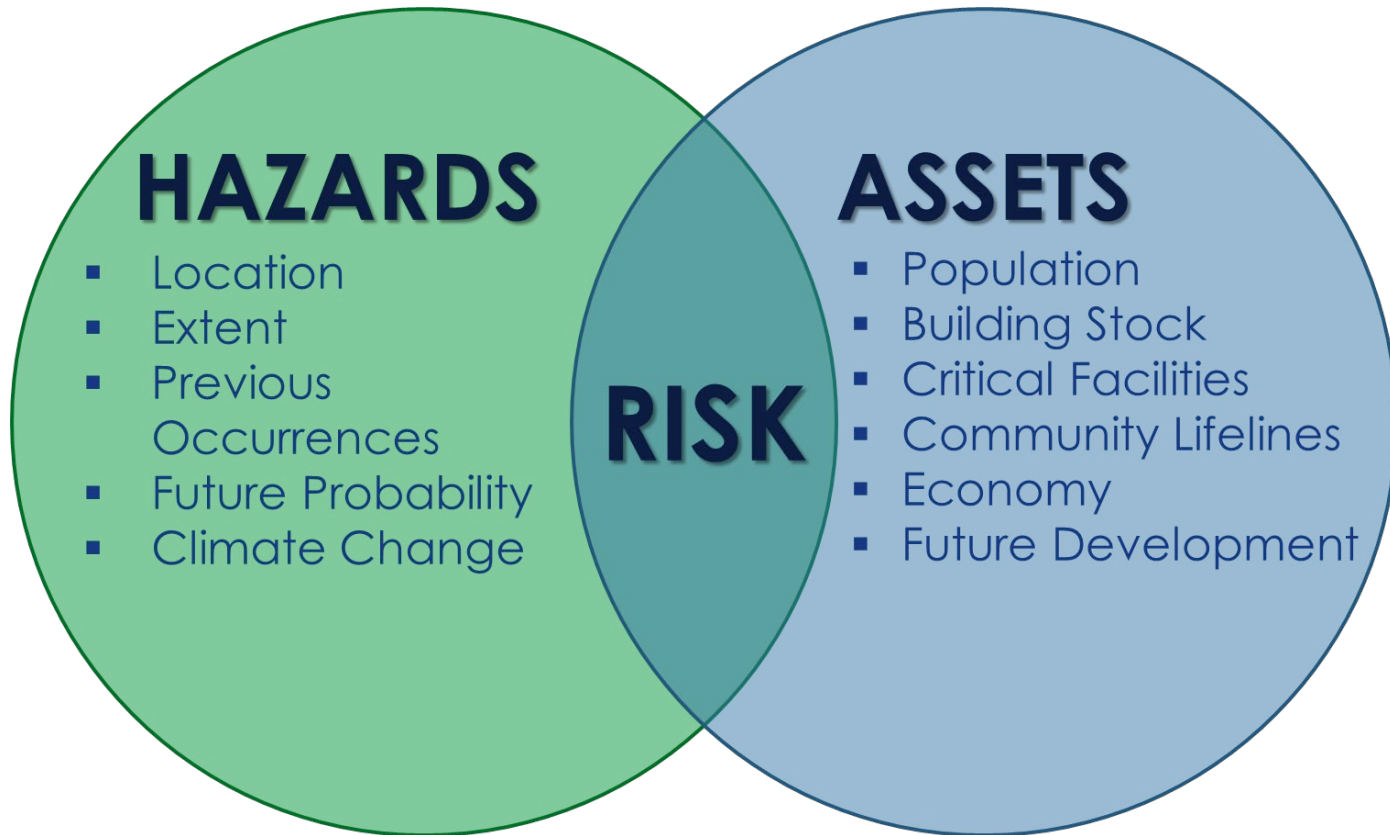 HAZARDS
▪ Location
▪ Extent
▪ Previous
Occurrences
▪ Future Probability
▪ Climate Change
RISK
ASSETS
▪ Population
▪ Building Stock
▪ Critical Facilities
▪ Community Lifelines
▪ Economy
▪ Future Development